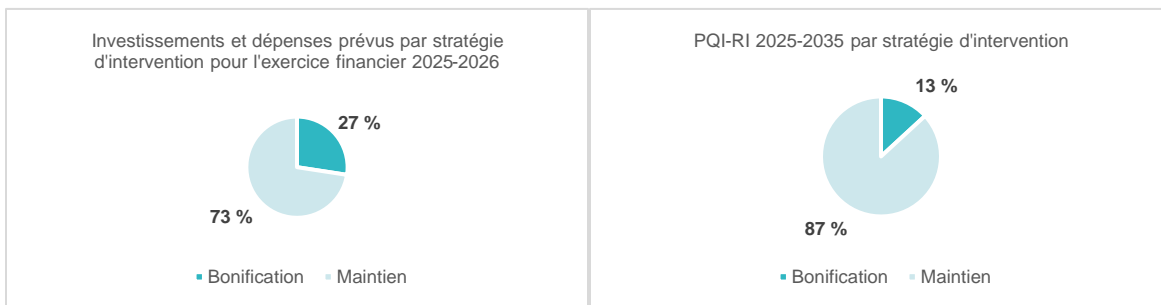 Investissements et dépenses prévus par stratégie
d'intervention pour l'exercice financier 2025-2026
27 %
73 %
Bonification Maintien
PQI-RI 2025-2035 par stratégie d'intervention
13 %
87 %
Bonification Maintien